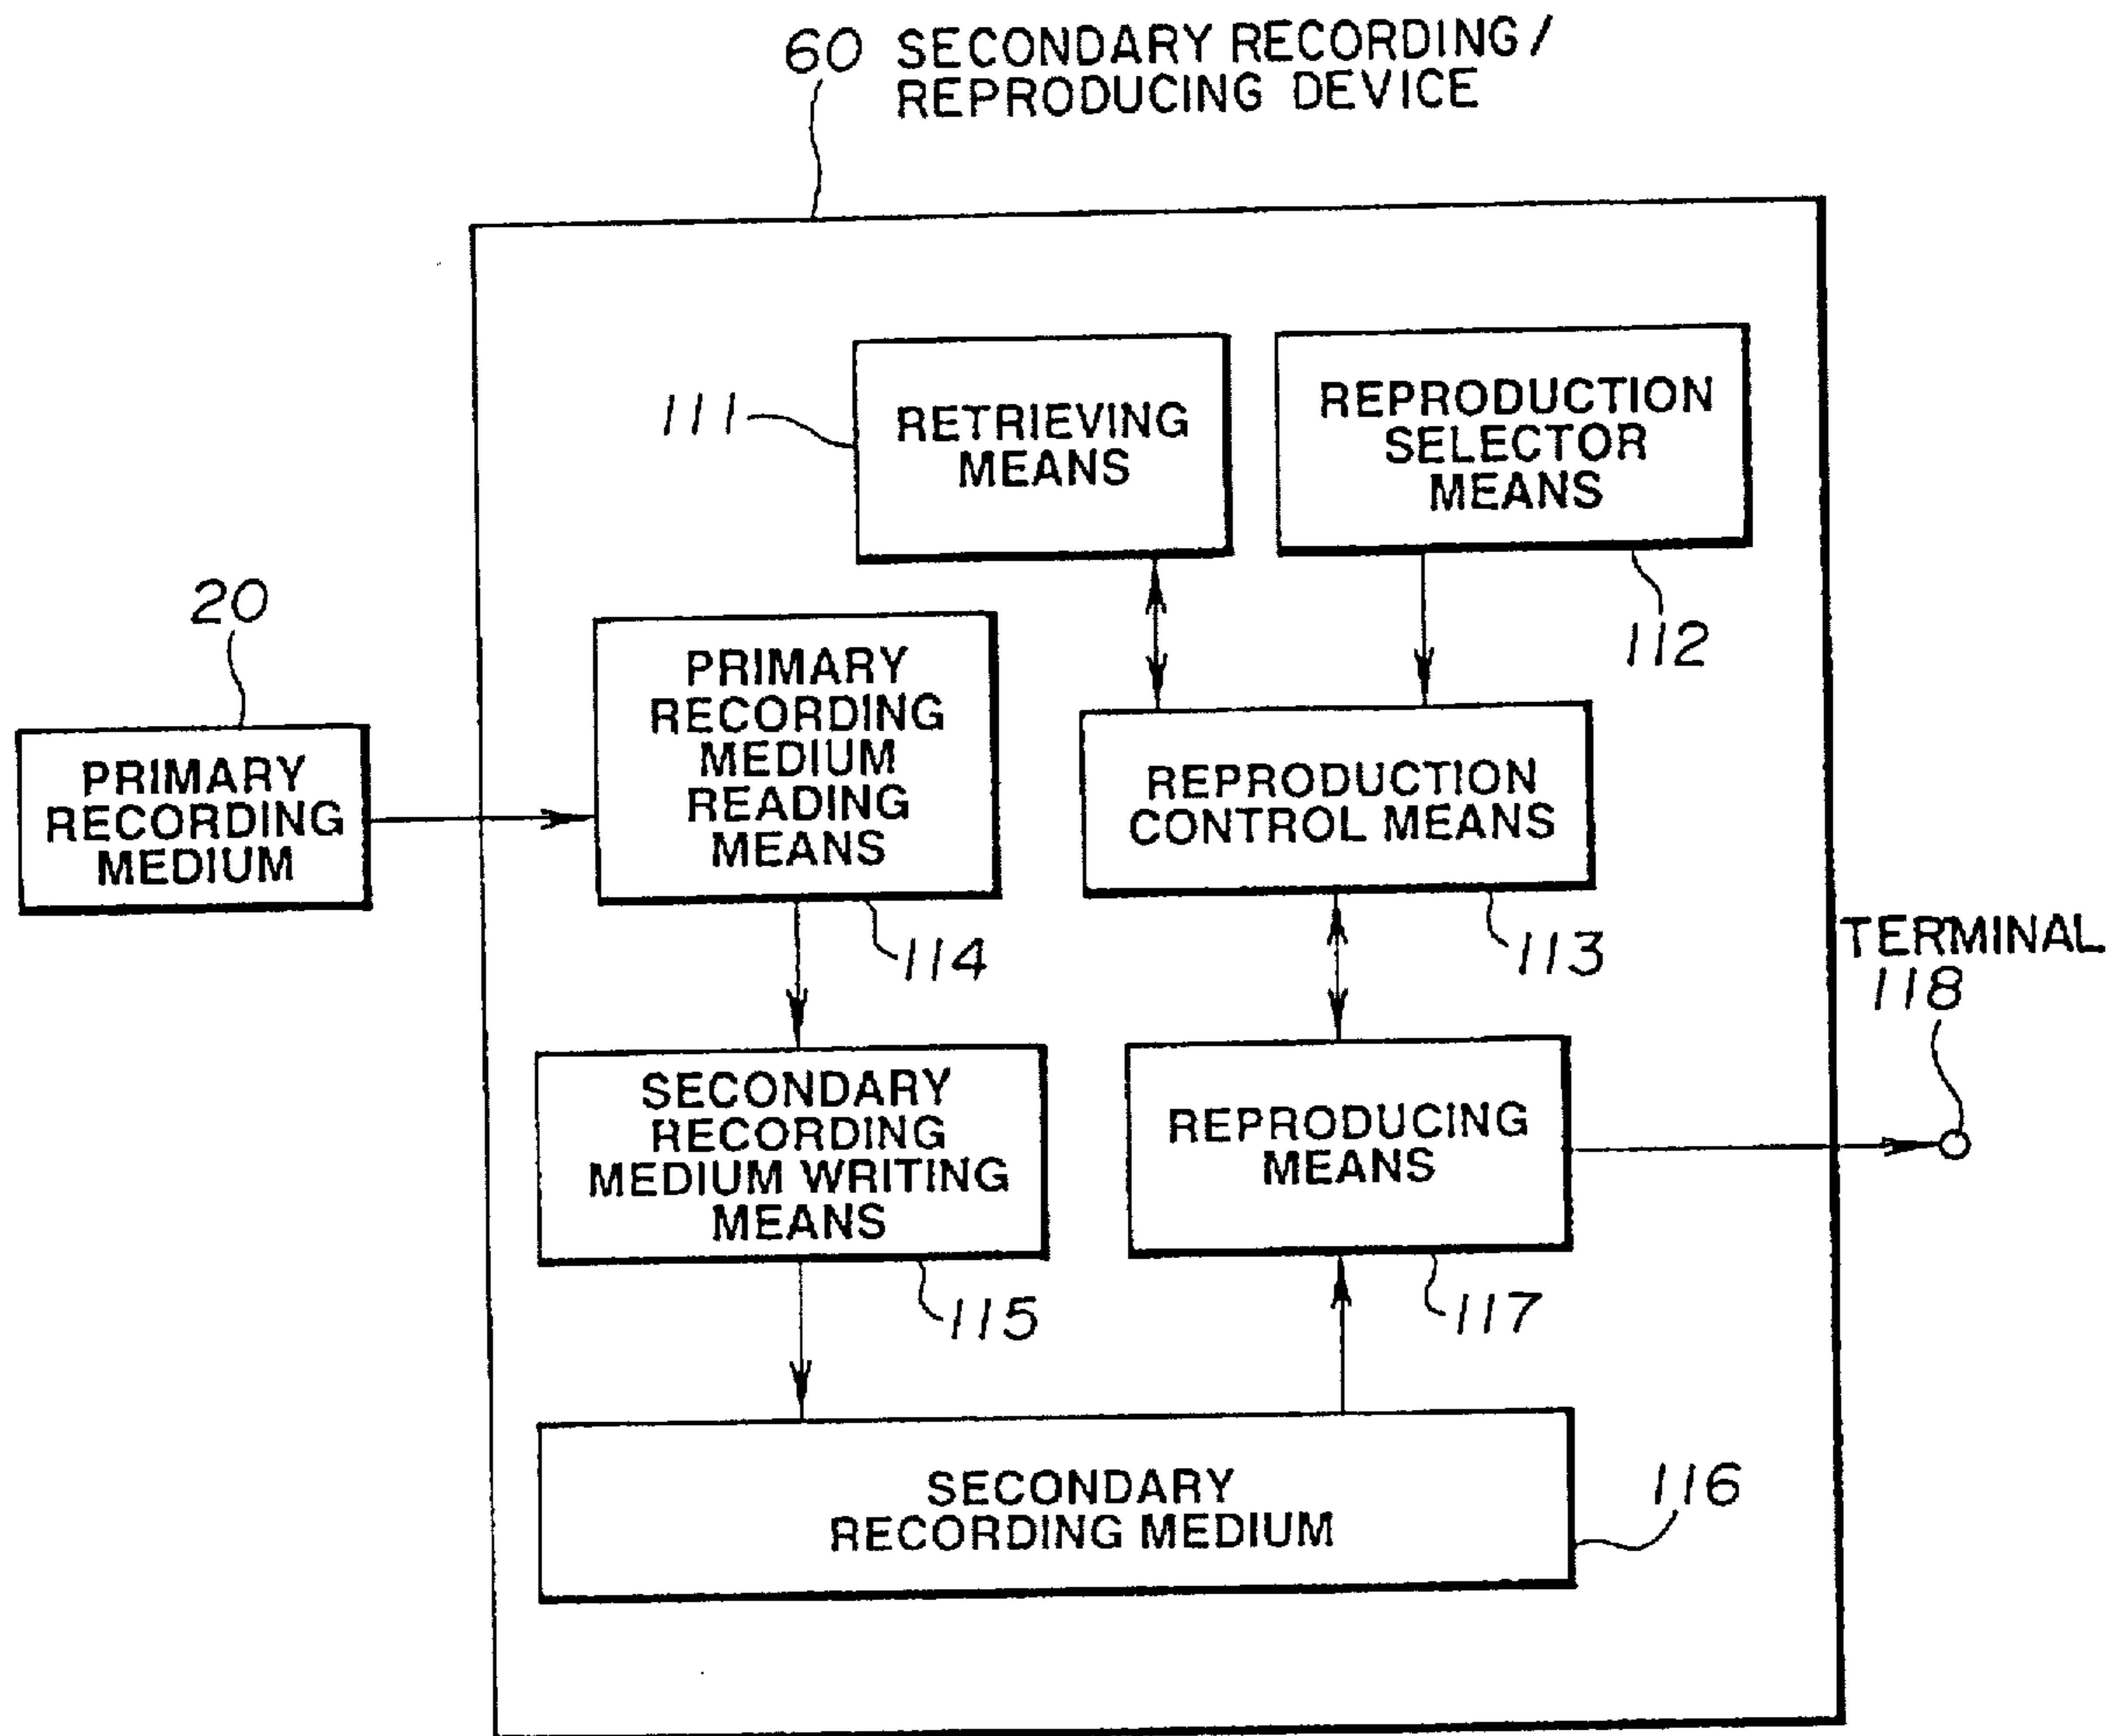 60 SECONDARY RECORDING/
REPRODUCING DEVICE
111
RETRIEVING
MEANS
REPRODUCTION
SELECTOR
MEANS
112
20
PRIMARY
RECORDING
MEDIUM
PRIMARY
RECORDING
MEDIUM
READING
MEANS
114
REPRODUCTION
CONTROL MEANS
113
TERMINAL
118
SECONDARY
RECORDING
MEDIUM WRITING
MEANS
115
REPRODUCING
MEANS
117
SECONDARY
RECORDING MEDIUM
116